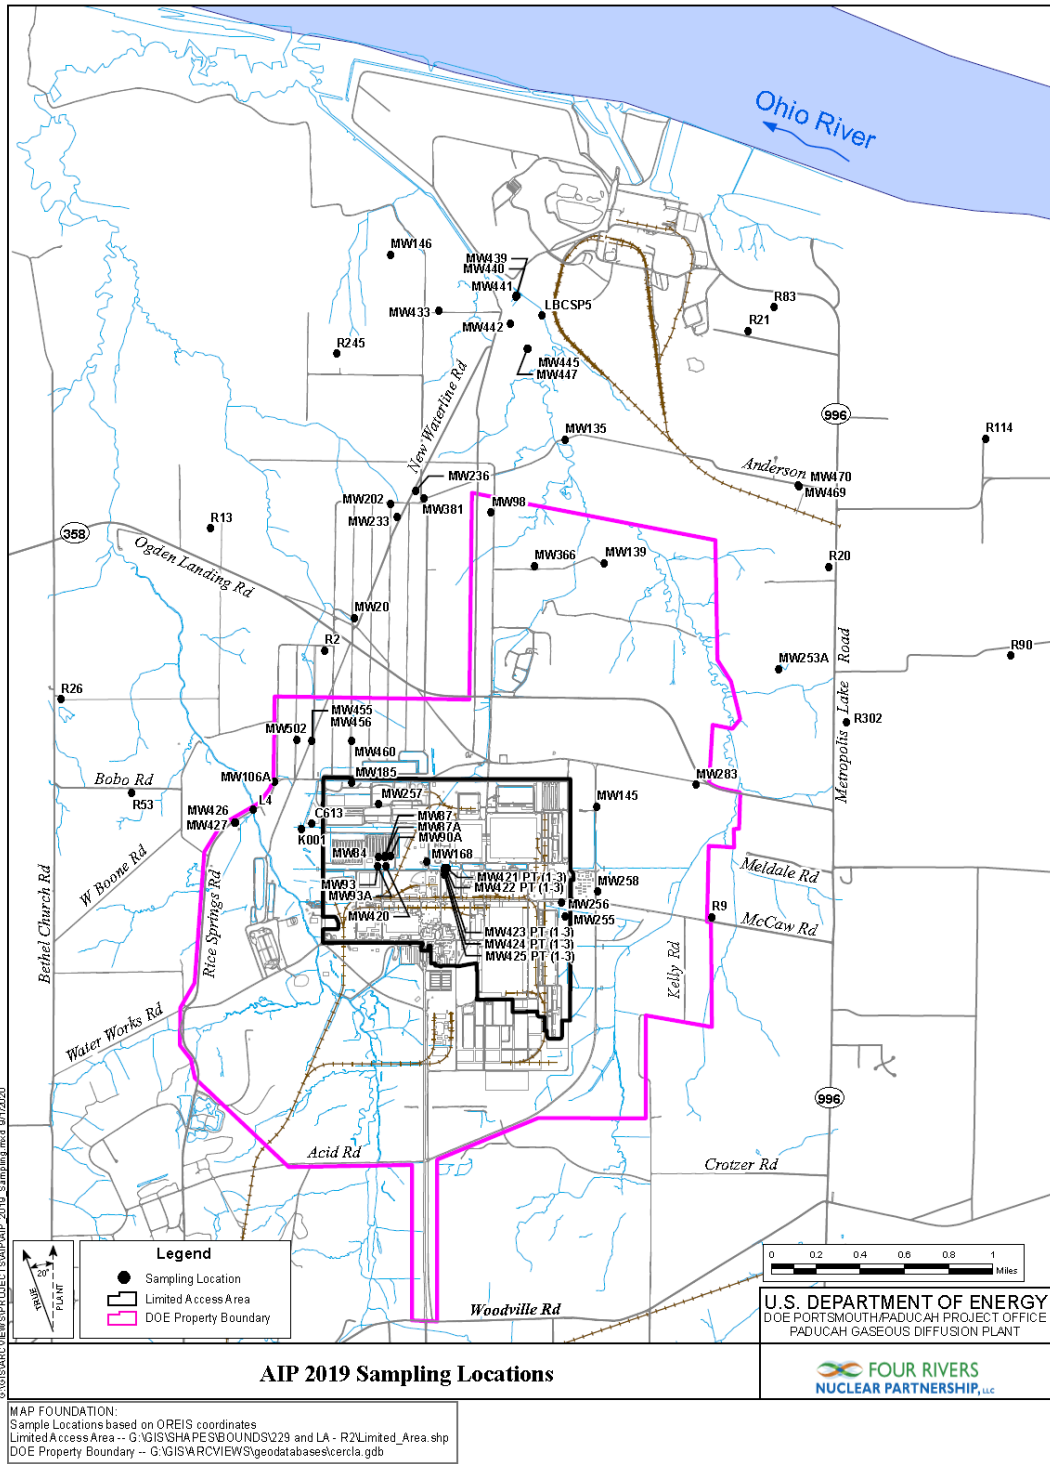 Ohio River
MW146
MW439
MW440
MW441
R83
MW433
LBCSP5
R21
MW442
R245
MW445
MW447
New Waterline Rd
996
R114
MW135
Anderson
MW236
MW470
MW469
MW202
MW381
MW98
MW233
R13
358
Ogden Landing Rd
MW366
MW139
R20
MW20
R2
Metropolis Lake Road
MW253A
R90
R26
MW455
MW456
R302
MW502
MW460
Bobo Rd
MW106A
MW185
MW283
R53
L4
MW257
MW145
MW426
MW427
C613
K001
MW87
MW87A
MW90A
MW84
MW168
W Boone Rd
MW421 PT (1-3)
MW422 PT (1-3)
Meldale Rd
MW93
MW93A
MW258
MW256
MW255
R9
McCaw Rd
MW420
Bethel Church Rd
Rice Springs Rd
MW423 PT (1-3)
MW424 PT (1-3)
MW425 PT (1-3)
Kelly Rd
Water Works Rd
996
Acid Rd
Crotzer Rd
Woodville Rd
TRUE
20°
PLANT
Legend
Sampling Location
Limited Access Area
DOE Property Boundary
0 0.2 0.4 0.6 0.8 1
Miles
U.S. DEPARTMENT OF ENERGY
DOE PORTSMOUTH/PADUCAH PROJECT OFFICE
PADUCAH GASEOUS DIFFUSION PLANT
AIP 2019 Sampling Locations
FOUR RIVERS
NUCLEAR PARTNERSHIP, LLC
MAP FOUNDATION:
Sample Locations based on OREIS coordinates
Limited Access Area -- G:\GIS\SHAPES\BOUNDS\229 and LA - R2\Limited_Area.shp
DOE Property Boundary -- G:\GIS\ARCVIEWS\geodatabases\cercla.gdb